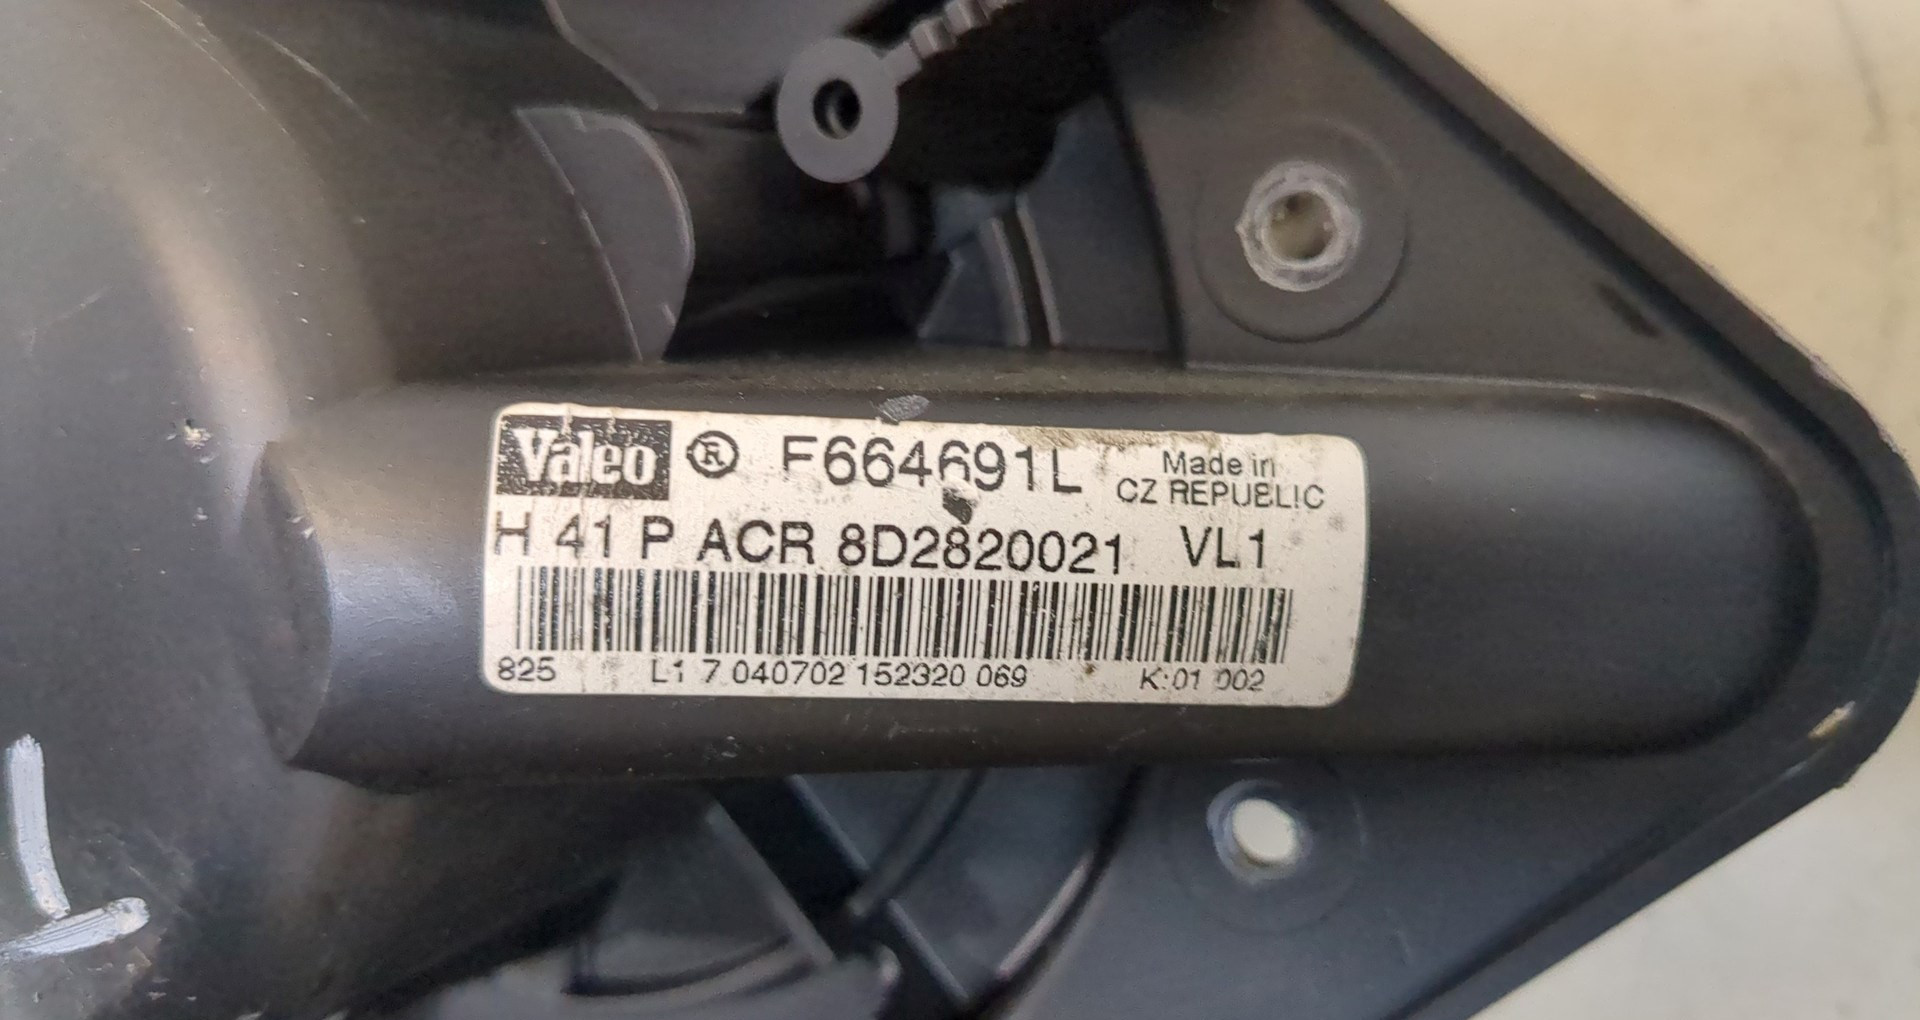 Valeo ® F664691L Made in
CZ REPUBLIC
H 41 P ACR 8D2820021 VL1
825 L1 7 040702 152320 069 K:01 002